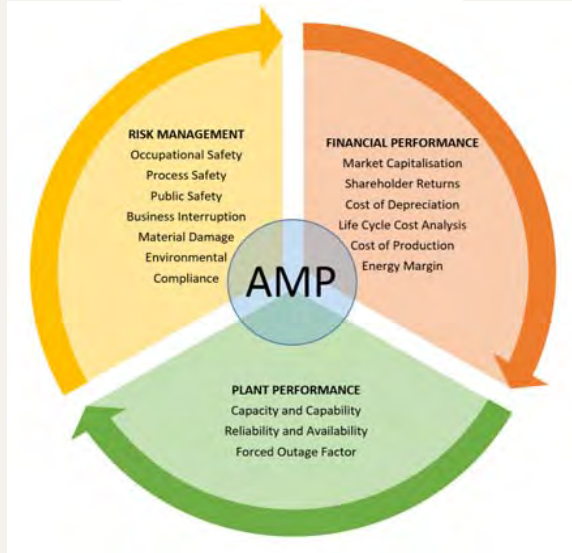 RISK MANAGEMENT
Occupational Safety
Process Safety
Public Safety
Business Interruption
Material Damage
Environmental
Compliance
FINANCIAL PERFORMANCE
Market Capitalisation
Shareholder Returns
Cost of Depreciation
Life Cycle Cost Analysis
Cost of Production
Energy Margin
AMP
PLANT PERFORMANCE
Capacity and Capability
Reliability and Availability
Forced Outage Factor